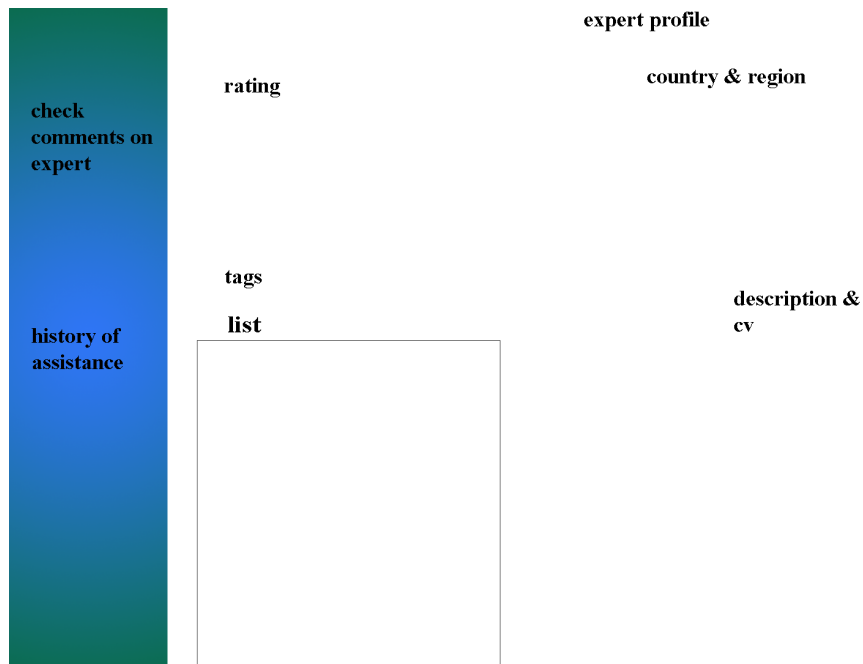 expert profile
country & region
rating
check
comments on
expert
tags
list
description &
cv
history of
assistance